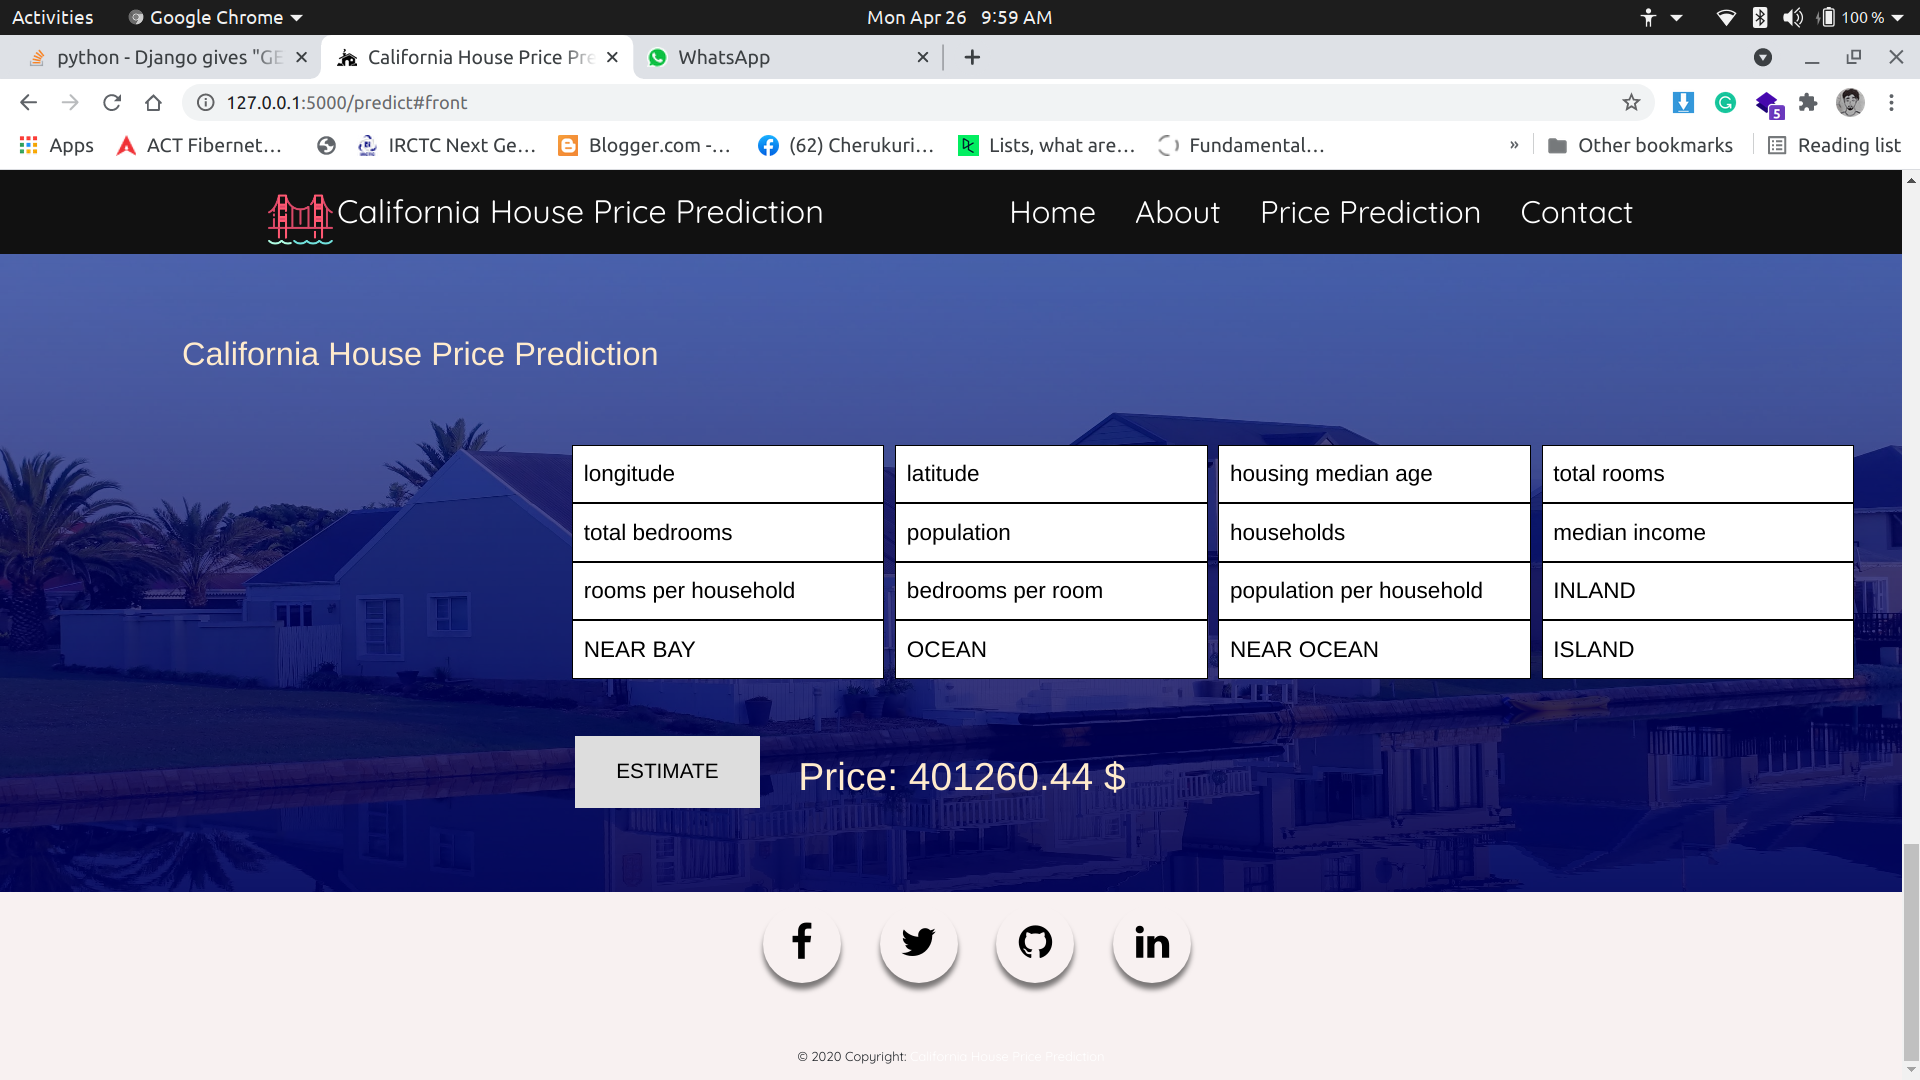 Activities Google Chrome Mon Apr 26 9:59 AM 100 %
python - Django gives "GE California House Price Pre WhatsApp
127.0.0.1:5000/predict#front 5
Apps ACT Fibernet… IRCTC Next Ge… Blogger.com -… (62) Cherukuri… Lists, what are… Fundamental… » Other bookmarks Reading list
California House Price Prediction Home About Price Prediction Contact
California House Price Prediction
longitude latitude housing median age total rooms
total bedrooms population households median income
rooms per household bedrooms per room population per household INLAND
NEAR BAY OCEAN NEAR OCEAN ISLAND
ESTIMATE Price: 401260.44 $
© 2020 Copyright: California House Price Prediction